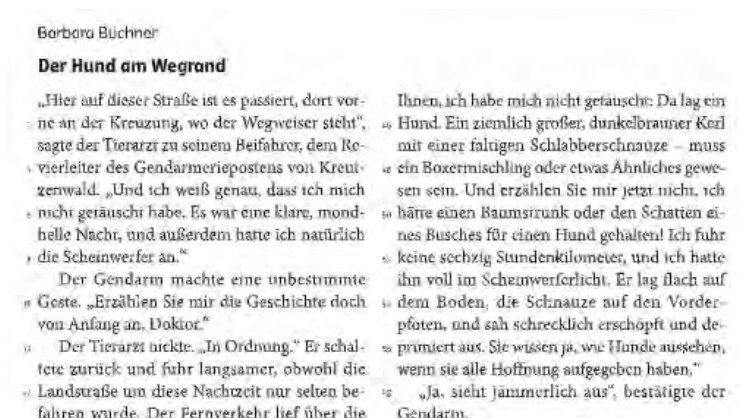 Barbara Büchner
Der Hund am Wegrand
„Hier auf dieser Straße ist es passiert, dort vor-
ne an der Kreuzung, wo der Wegweiser steht“,
sagte der Tierarzt zu seinem Beifahrer, dem Re-
vierleiter des Gendarmeriepostens von Kreut-
zenwald. „Und ich weiß genau, dass ich mich
nicht getäuscht habe. Es war eine klare, mond-
helle Nacht, und außerdem hatte ich natürlich
die Scheinwerfer an.“
Der Gendarm machte eine unbestimmte
Geste. „Erzählen Sie mir die Geschichte doch
von Anfang an, Doktor.“
Der Tierarzt nickte. „In Ordnung.“ Er schal-
tete zurück und fuhr langsamer, obwohl die
Landstraße um diese Nachtzeit nur selten be-
fahren wurde. Der Fernverkehr lief über die
Ihnen, ich habe mich nicht getäuscht: Da lag ein
Hund. Ein ziemlich großer, dunkelbrauner Kerl
mit einer faltigen Schlabberschnauze – muss
ein Boxermischling oder etwas Ähnliches gewe-
sen sein. Und erzählen Sie mir jetzt nicht, ich
hätte einen Baumstrunk oder den Schatten ei-
nes Busches für einen Hund gehalten! Ich fuhr
keine sechzig Stundenkilometer, und ich hatte
ihn voll im Scheinwerferlicht. Er lag flach auf
dem Boden, die Schnauze auf den Vorder-
pfoten, und sah schrecklich erschöpft und de-
primiert aus. Sie wissen ja, wie Hunde aussehen,
wenn sie alle Hoffnung aufgegeben haben.“
„Ja, sieht jämmerlich aus“, bestätigte der
Gendarm.